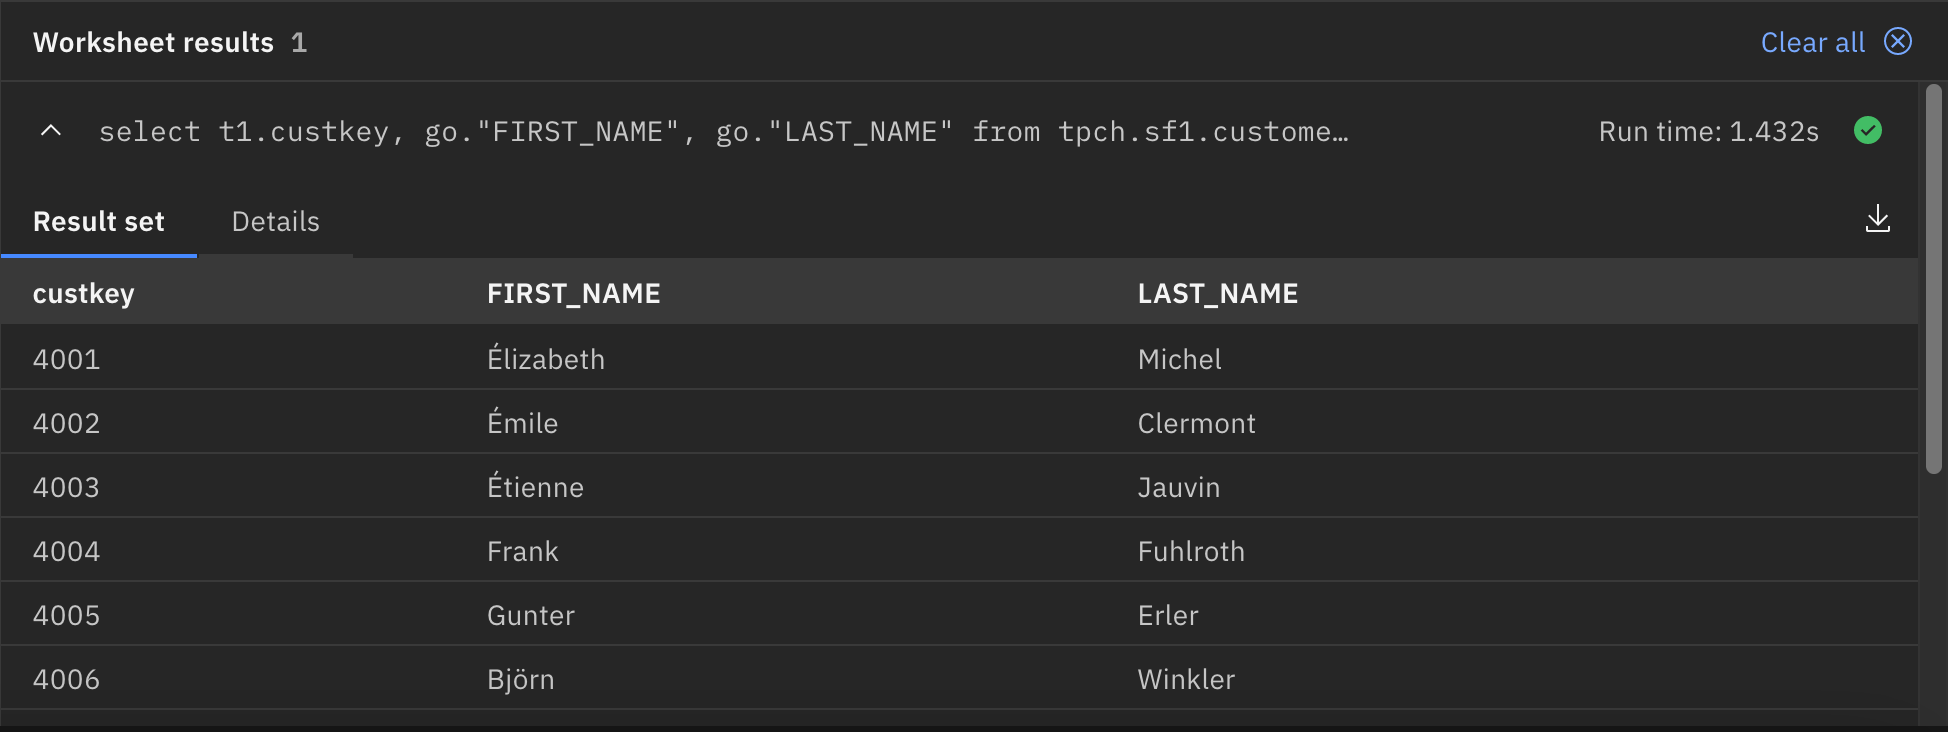 Worksheet results 1 Clear all
select t1.custkey, go."FIRST_NAME", go."LAST_NAME" from tpch.sf1.custome… Run time: 1.432s
Result set Details
custkey FIRST_NAME LAST_NAME
4001 Élizabeth Michel
4002 Émile Clermont
4003 Étienne Jauvin
4004 Frank Fuhlroth
4005 Gunter Erler
4006 Björn Winkler